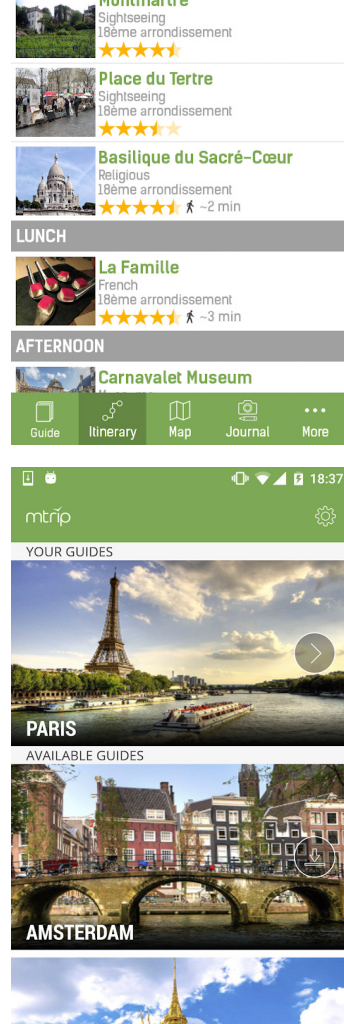 Montmartre
Sightseeing
18ème arrondissement
Place du Tertre
Sightseeing
18ème arrondissement
Basilique du Sacré-Cœur
Religious
18ème arrondissement
~2 min
LUNCH
La Famille
French
18ème arrondissement
~3 min
AFTERNOON
Carnavalet Museum
Guide
Itinerary
Map
Journal
More
18:37
mtrip
YOUR GUIDES
PARIS
AVAILABLE GUIDES
AMSTERDAM